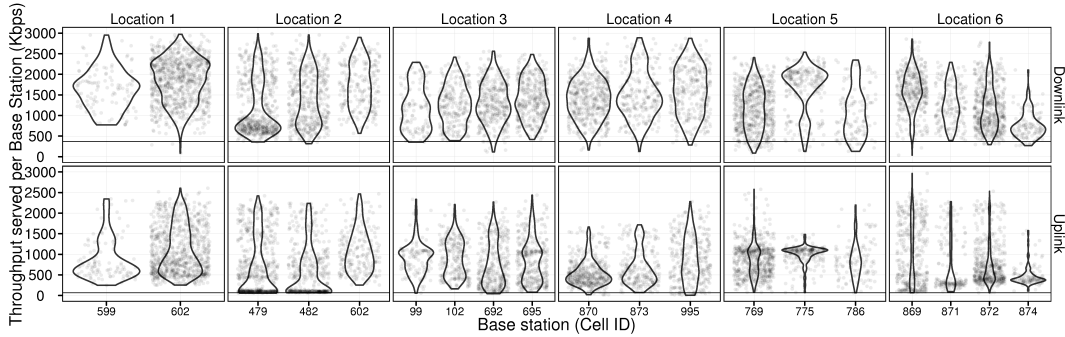 Location 1 Location 2 Location 3 Location 4 Location 5 Location 6
Throughput served per Base Station (Kbps)
3000
2500
2000
1500
1000
500
0
Downlink
3000
2500
2000
1500
1000
500
0
Uplink
599 602 479 482 602 99 102 692 695 870 873 995 769 775 786 869 871 872 874
Base station (Cell ID)